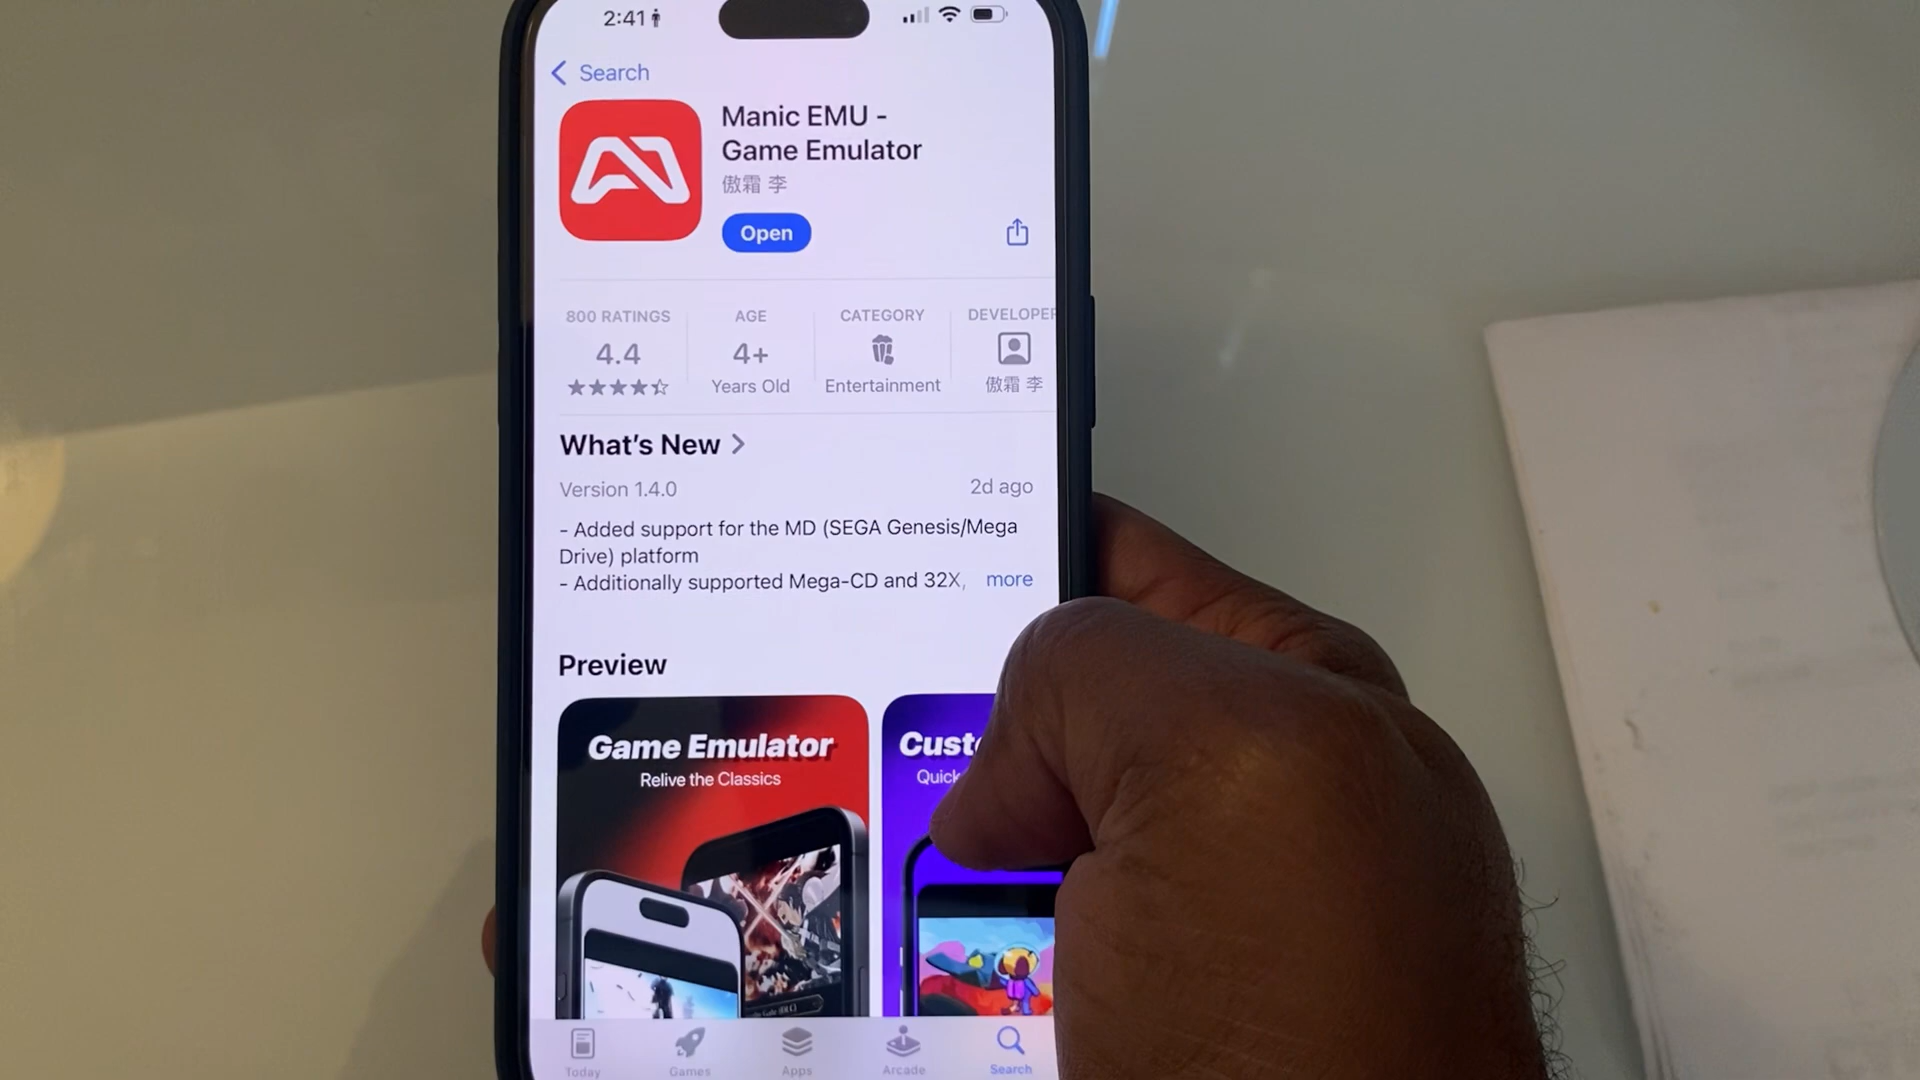 2:41
Search
Manic EMU -
Game Emulator
傲霜 李
Open
800 RATINGS
4.4
AGE
4+
Years Old
CATEGORY
Entertainment
DEVELOPER
傲霜 李
What's New
Version 1.4.0
2d ago
- Added support for the MD (SEGA Genesis/Mega
Drive) platform
- Additionally supported Mega-CD and 32X, more
Preview
Game Emulator
Relive the Classics
Quick
Today
Games
Apps
Arcade
Search